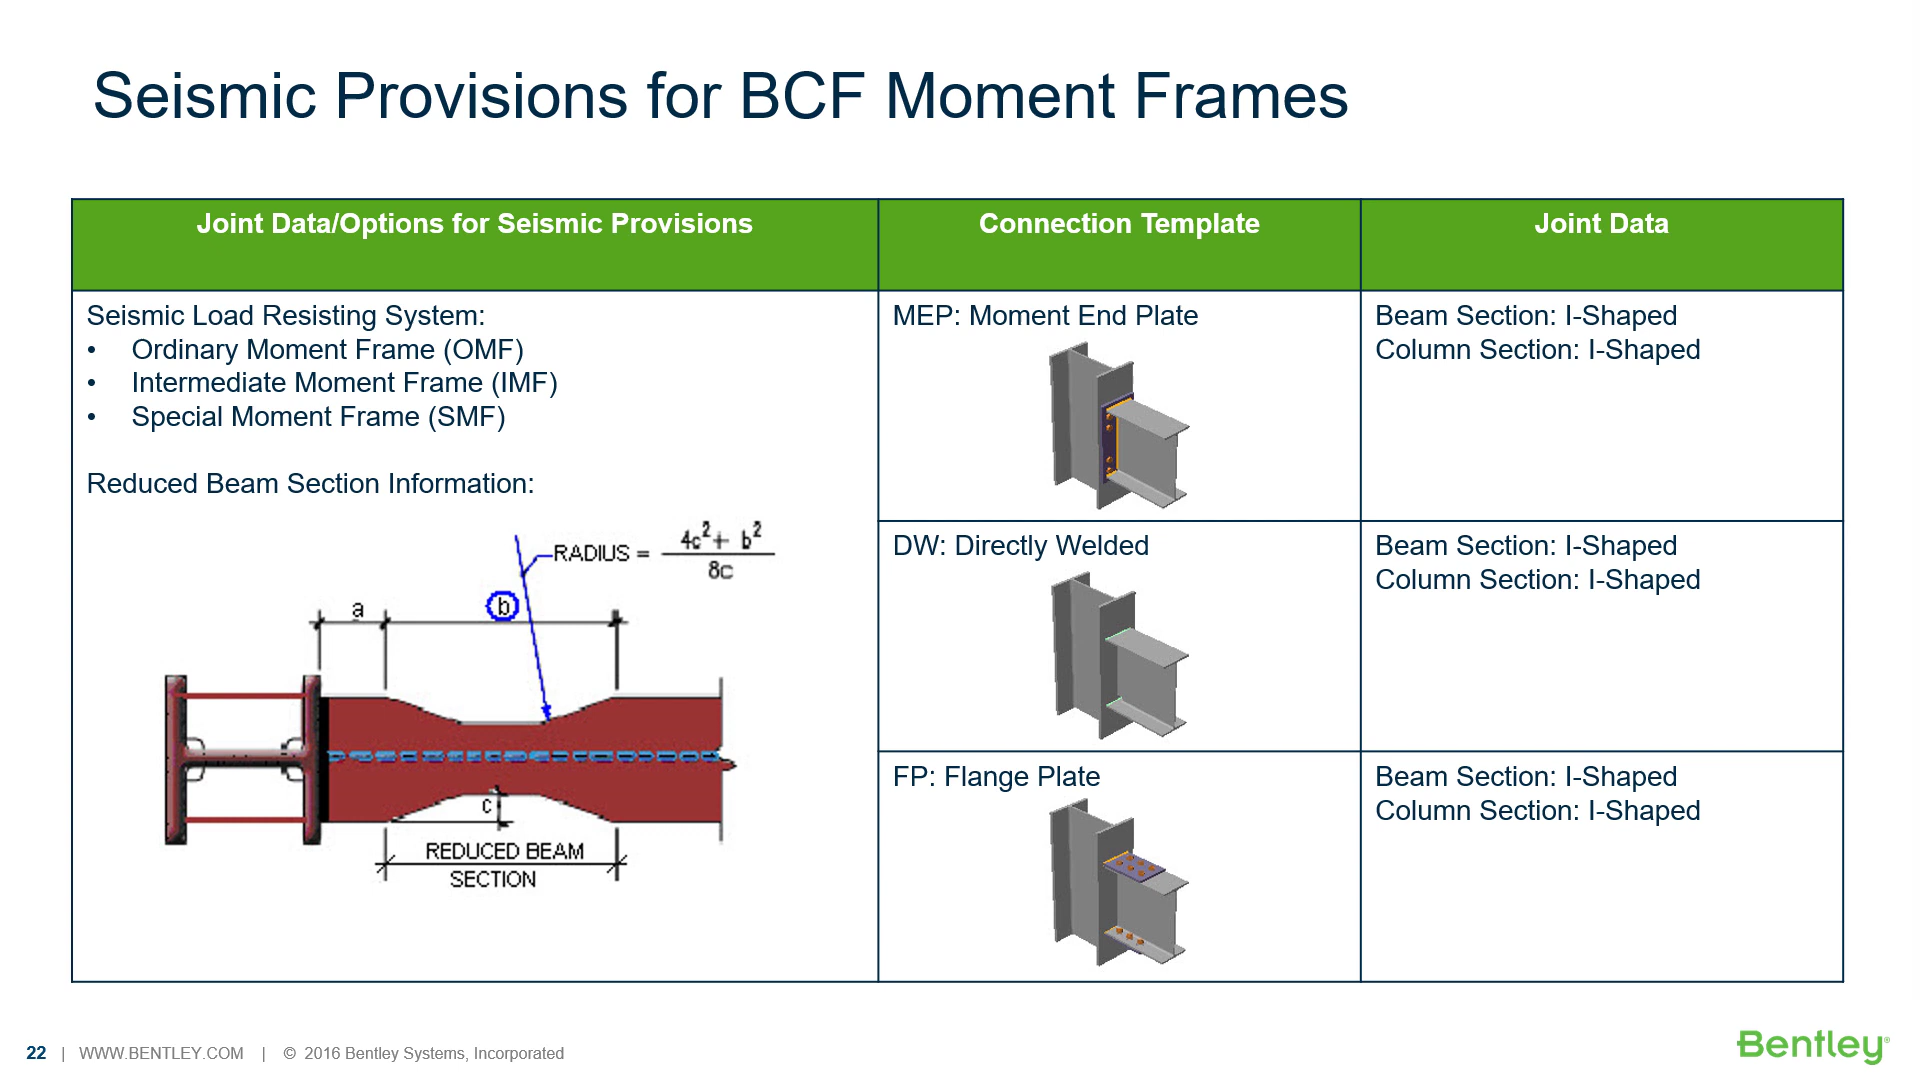 Seismic Provisions for BCF Moment Frames
Joint Data/Options for Seismic Provisions
Connection Template
Joint Data
Seismic Load Resisting System:
• Ordinary Moment Frame (OMF)
• Intermediate Moment Frame (IMF)
• Special Moment Frame (SMF)
Reduced Beam Section Information:
RADIUS = 4c²+ b²
8c
a
b
c
REDUCED BEAM
SECTION
MEP: Moment End Plate
Beam Section: I-Shaped
Column Section: I-Shaped
DW: Directly Welded
Beam Section: I-Shaped
Column Section: I-Shaped
FP: Flange Plate
Beam Section: I-Shaped
Column Section: I-Shaped
22 | WWW.BENTLEY.COM | © 2016 Bentley Systems, Incorporated
Bentley®